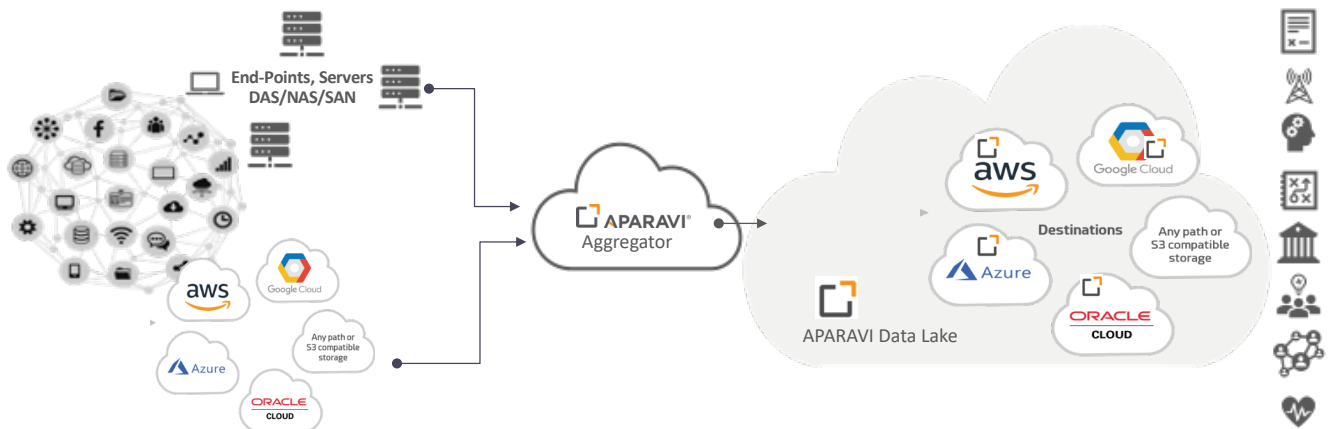 End-Points, Servers
DAS/NAS/SAN
aws
Google Cloud
Any path or
S3 compatible
storage
Azure
ORACLE
CLOUD
APARAVI®
Aggregator
aws
Google Cloud
Destinations
Any path or
S3 compatible
storage
Azure
ORACLE
CLOUD
APARAVI Data Lake